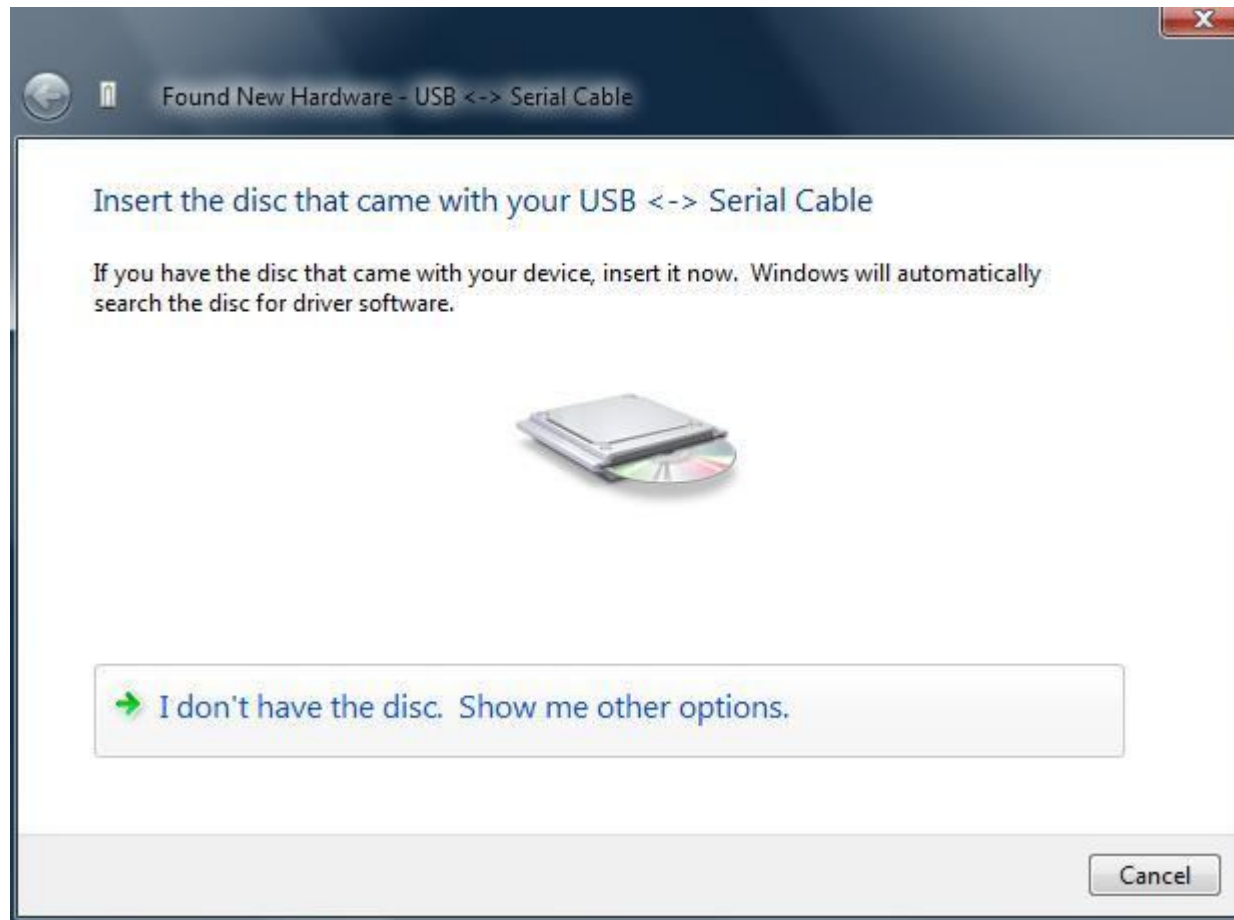 Found New Hardware - USB <-> Serial Cable
Insert the disc that came with your USB <-> Serial Cable
If you have the disc that came with your device, insert it now.  Windows will automatically
search the disc for driver software.
I don't have the disc.  Show me other options.
Cancel